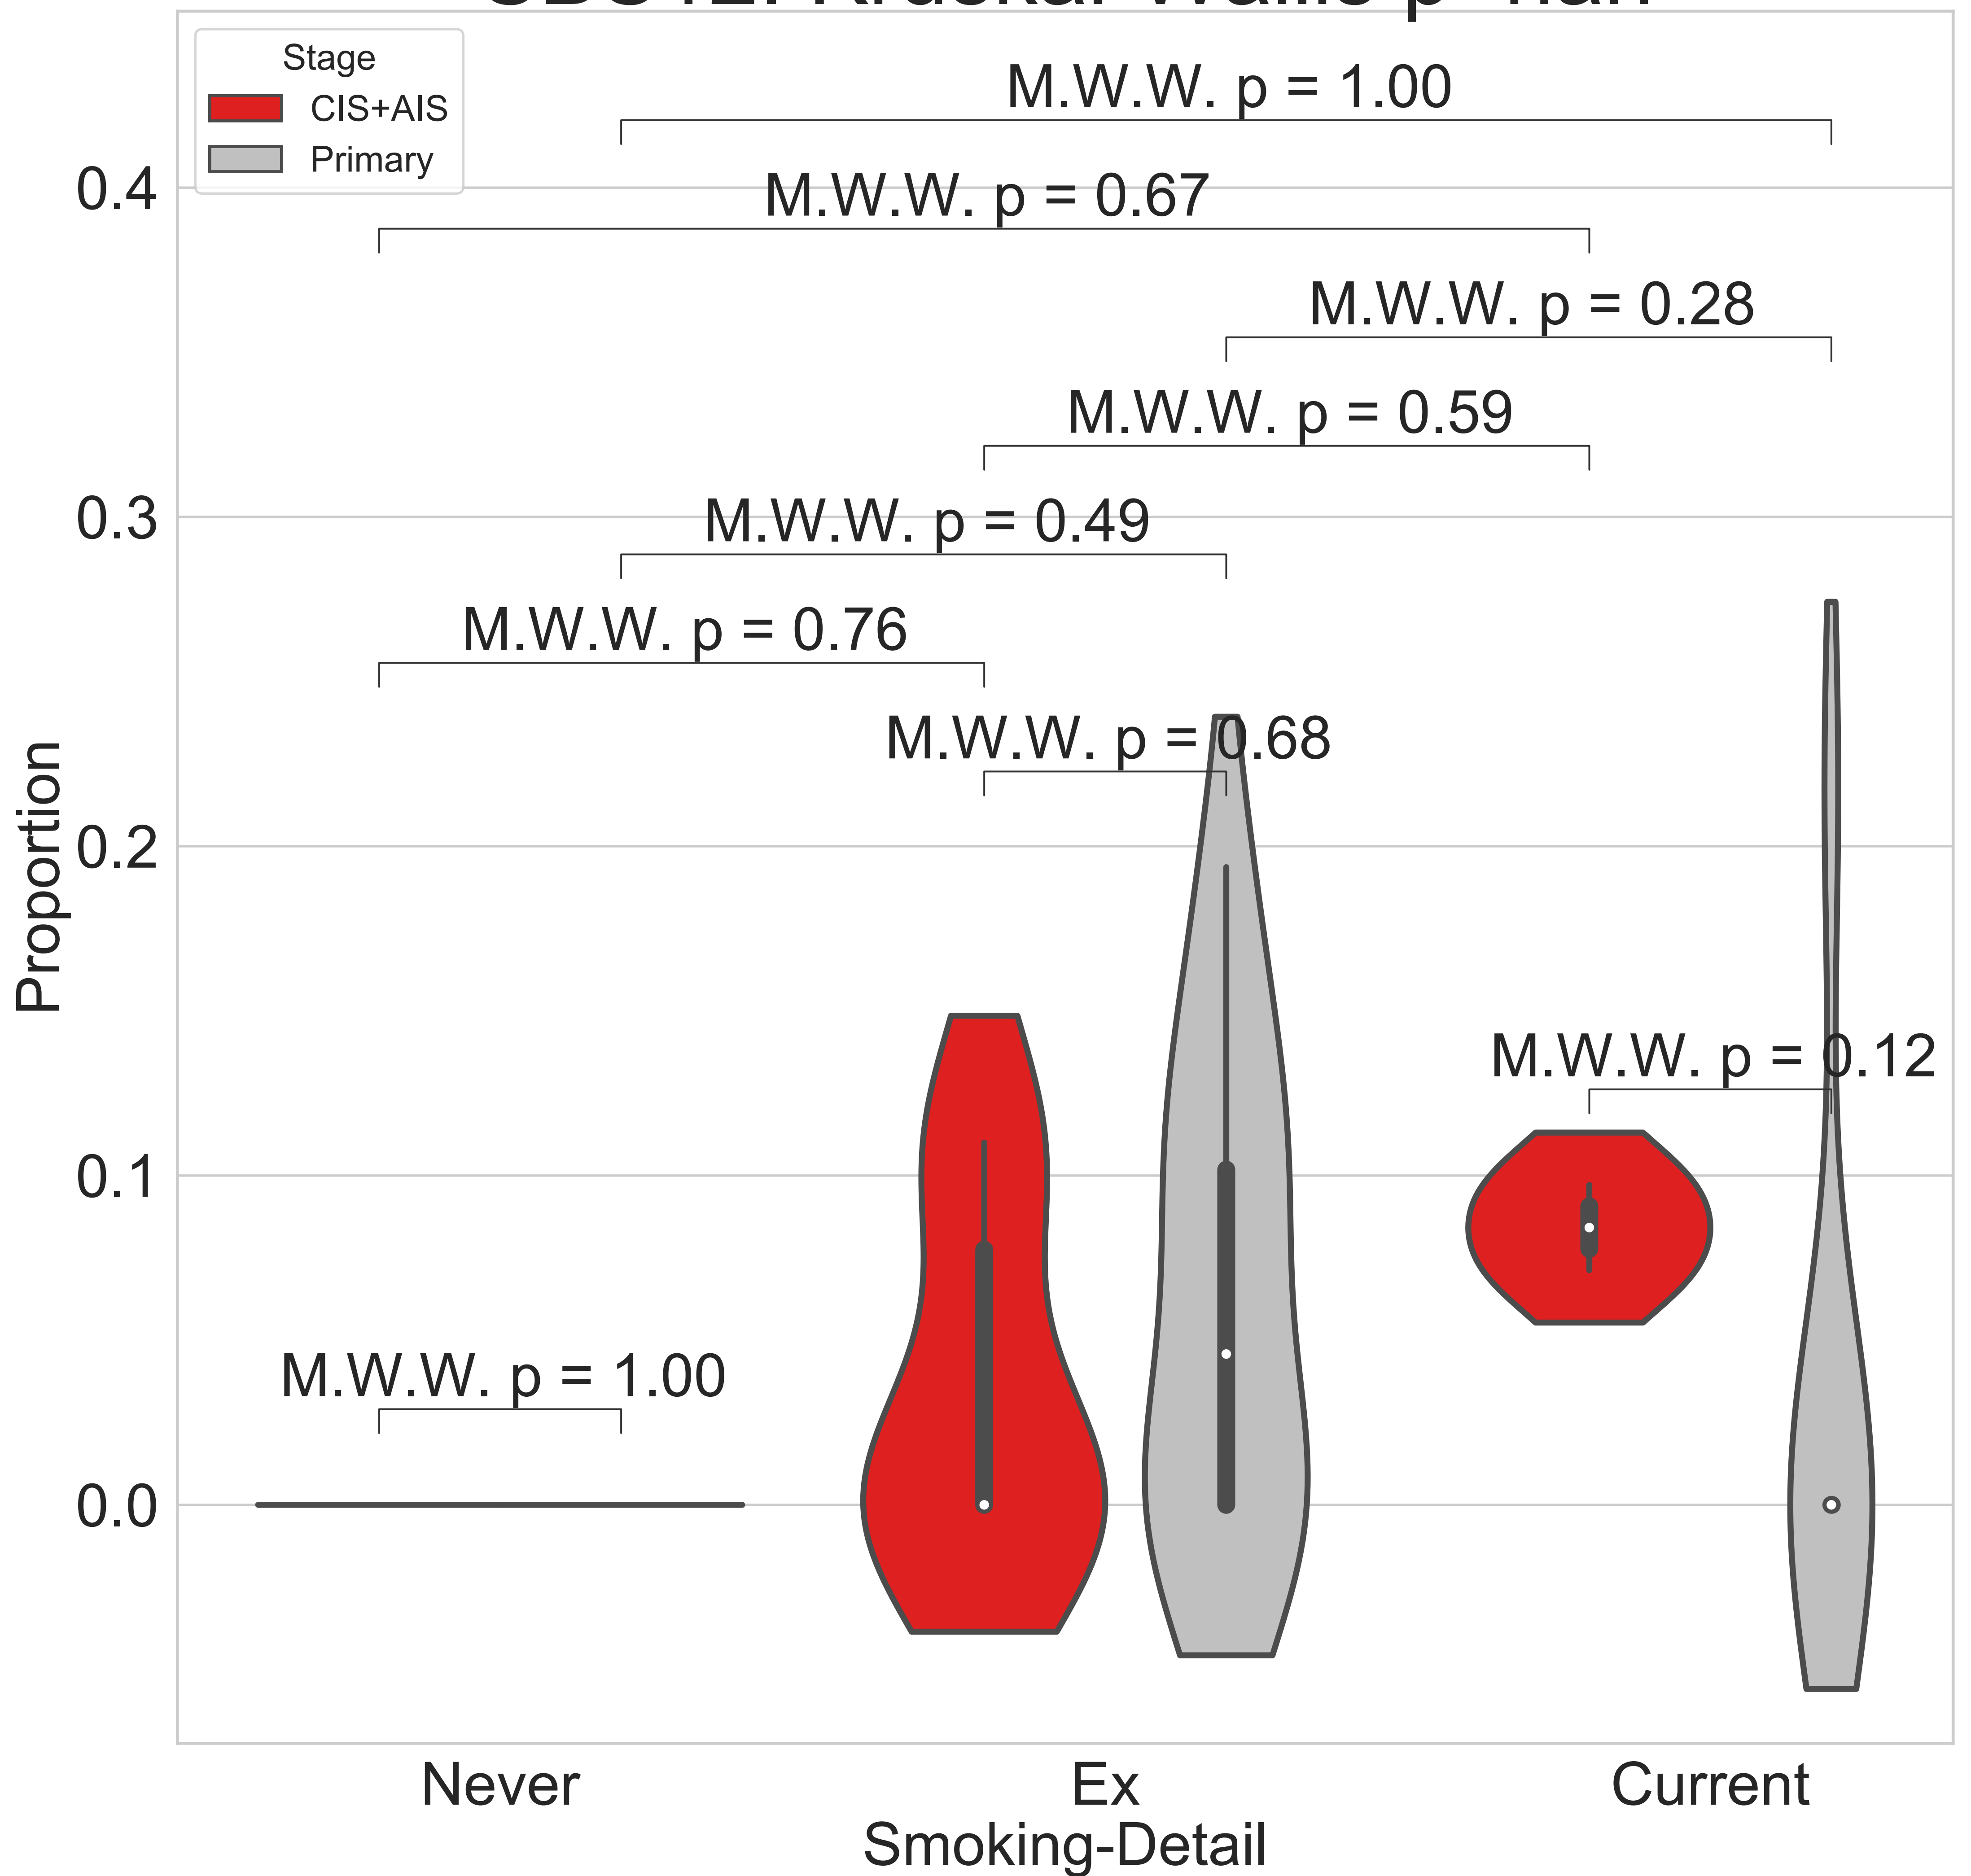 Stage
CIS+AIS
Primary
M.W.W. p = 1.00
M.W.W. p = 0.67
M.W.W. p = 0.28
M.W.W. p = 0.59
M.W.W. p = 0.49
M.W.W. p = 0.76
M.W.W. p = 0.68
M.W.W. p = 0.12
M.W.W. p = 1.00
0.4
0.3
0.2
0.1
0.0
Proportion
Never
Ex
Current
Smoking-Detail